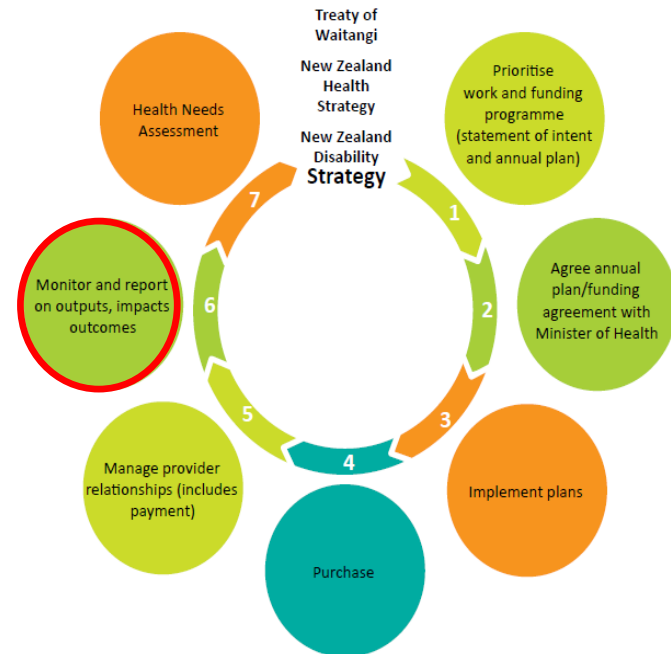 Treaty of
Waitangi
New Zealand
Health
Strategy
New Zealand
Disability
Strategy
1
Prioritise
work and funding
programme
(statement of intent
and annual plan)
2
Agree annual
plan/funding
agreement with
Minister of Health
3
Implement plans
4
Purchase
5
Manage provider
relationships (includes
payment)
6
Monitor and report
on outputs, impacts
outcomes
7
Health Needs
Assessment